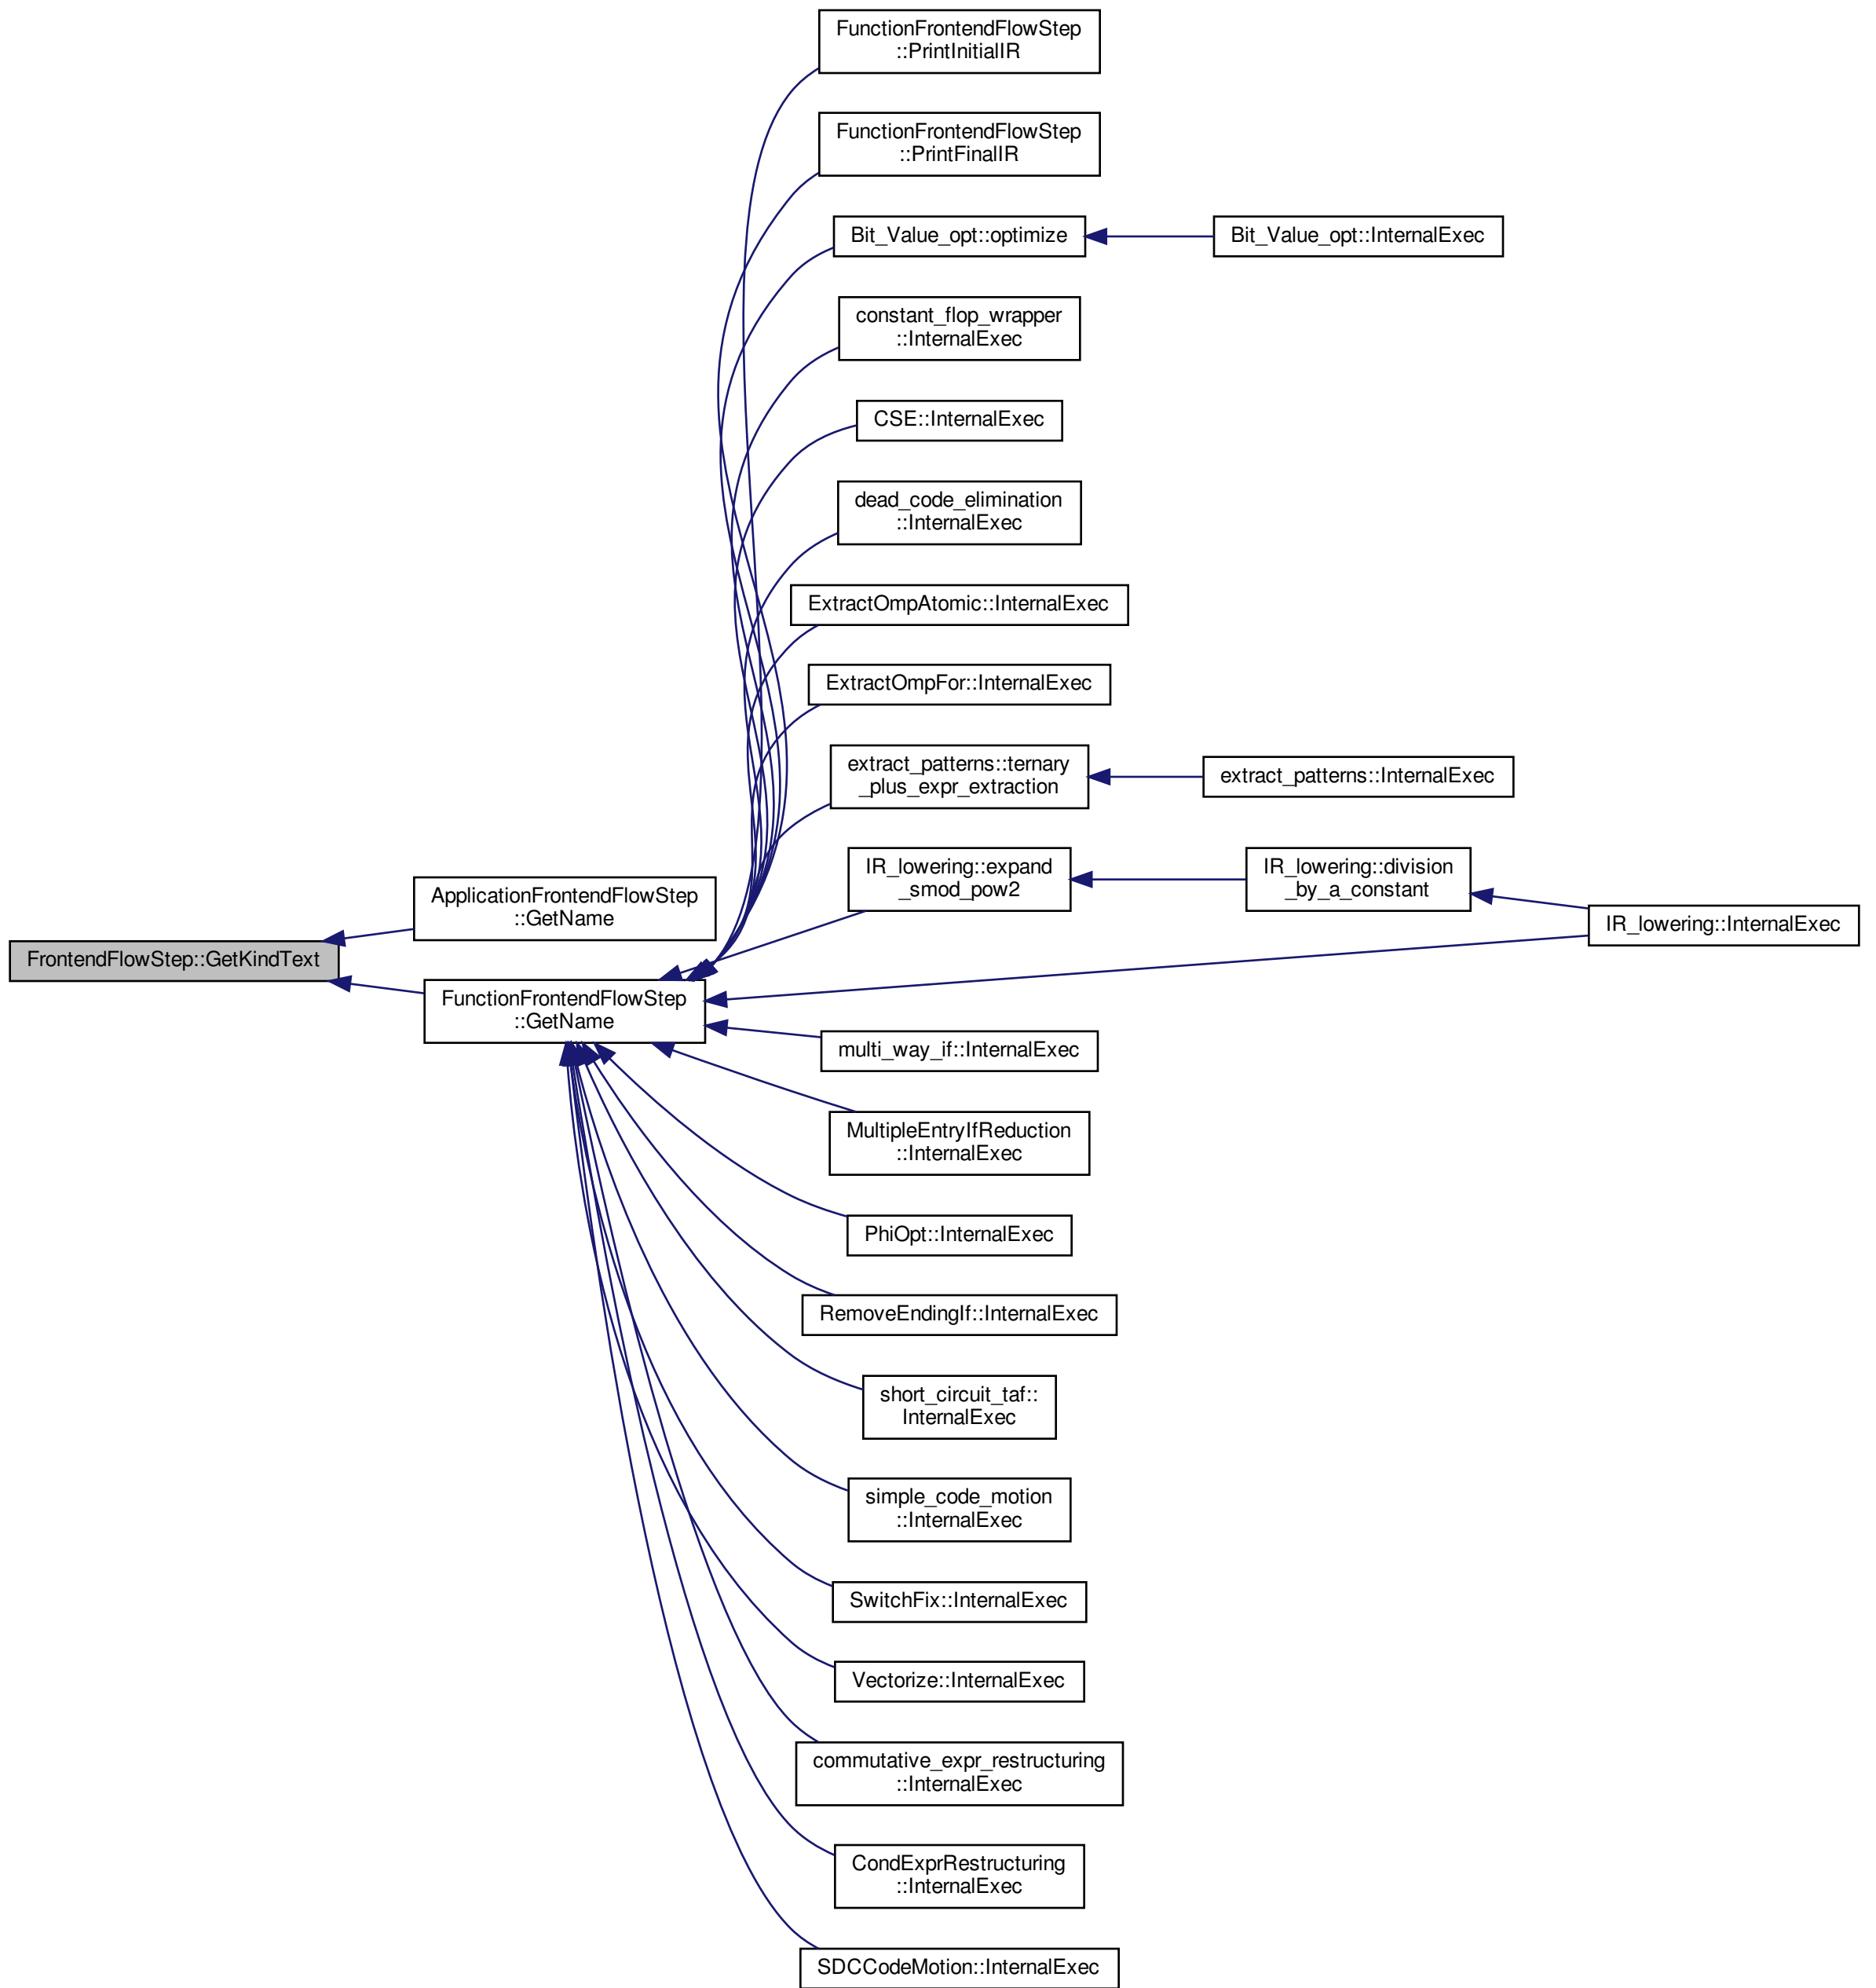 FunctionFrontendFlowStep
::PrintInitialIR
FunctionFrontendFlowStep
::PrintFinalIR
Bit_Value_opt::optimize
Bit_Value_opt::InternalExec
constant_flop_wrapper
::InternalExec
CSE::InternalExec
dead_code_elimination
::InternalExec
ExtractOmpAtomic::InternalExec
ExtractOmpFor::InternalExec
extract_patterns::ternary
_plus_expr_extraction
extract_patterns::InternalExec
IR_lowering::expand
_smod_pow2
IR_lowering::division
_by_a_constant
IR_lowering::InternalExec
ApplicationFrontendFlowStep
::GetName
FrontendFlowStep::GetKindText
FunctionFrontendFlowStep
::GetName
multi_way_if::InternalExec
MultipleEntryIfReduction
::InternalExec
PhiOpt::InternalExec
RemoveEndingIf::InternalExec
short_circuit_taf::
InternalExec
simple_code_motion
::InternalExec
SwitchFix::InternalExec
Vectorize::InternalExec
commutative_expr_restructuring
::InternalExec
CondExprRestructuring
::InternalExec
SDCCodeMotion::InternalExec